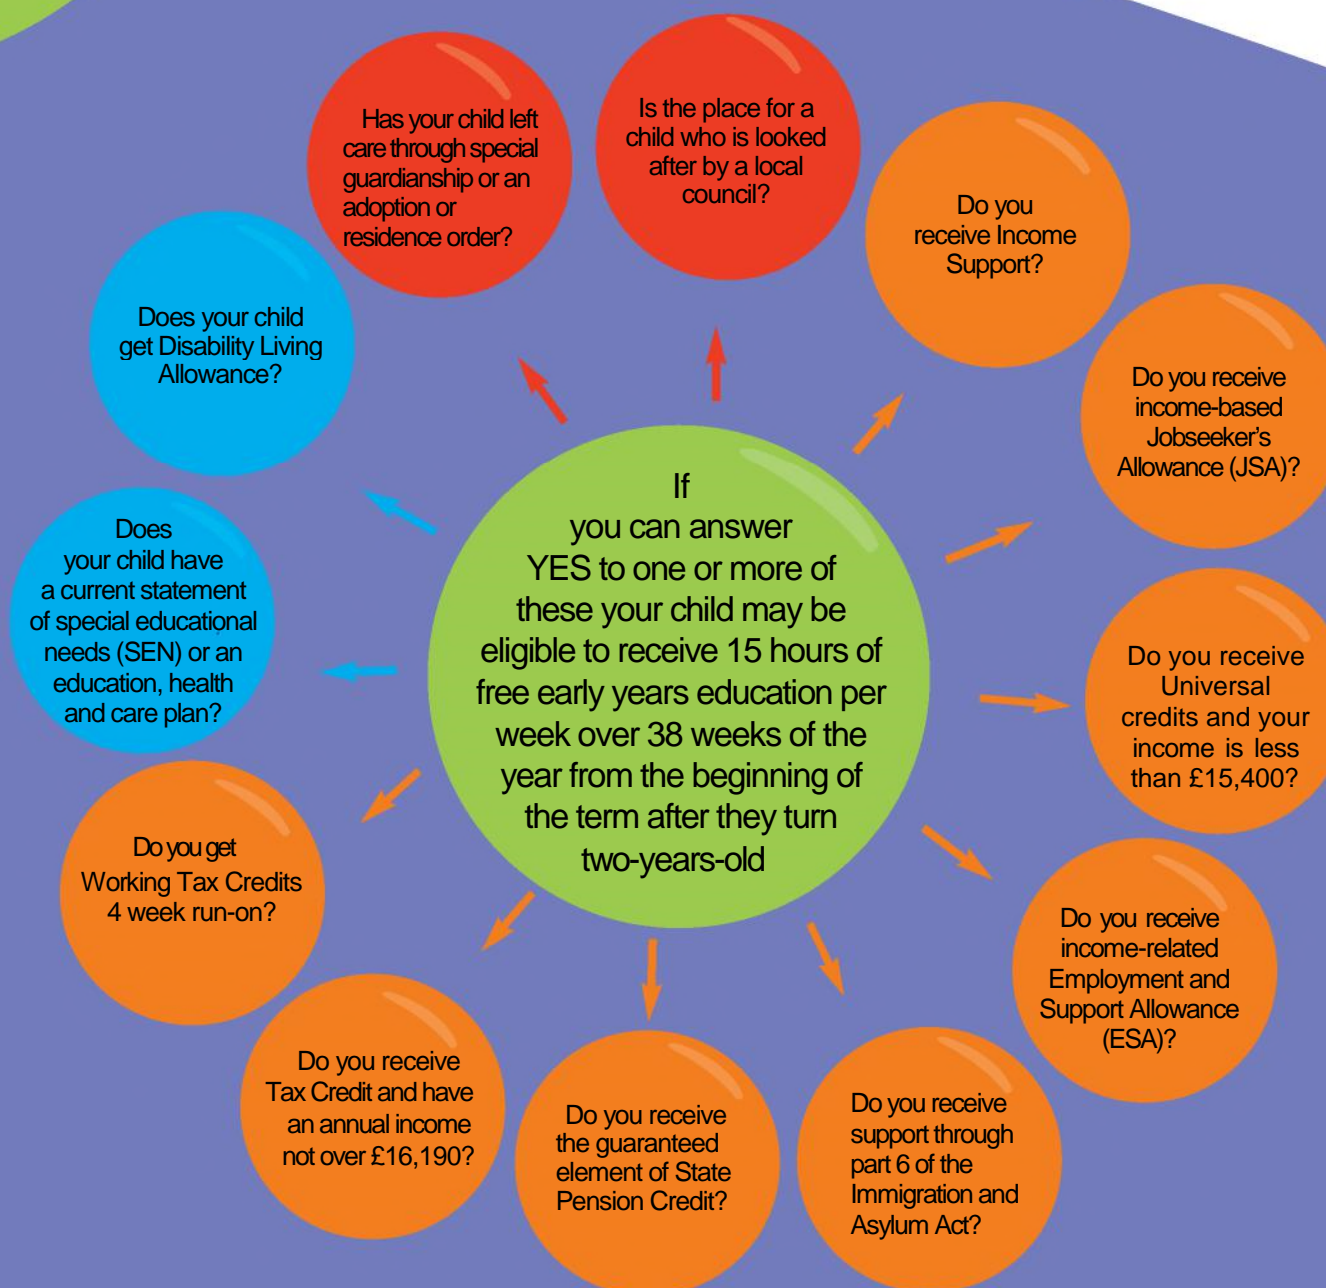 If
you can answer
YES to one or more of
these your child may be
eligible to receive 15 hours of
free early years education per
week over 38 weeks of the
year from the beginning of
the term after they turn
two-years-old
Has your child left
care through special
guardianship or an
adoption or
residence order?
Is the place for a
child who is looked
after by a local
council?
Do you
receive Income
Support?
Do you receive
income-based
Jobseeker's
Allowance (JSA)?
Do you receive
Universal
credits and your
income is less
than £15,400?
Do you receive
income-related
Employment and
Support Allowance
(ESA)?
Do you receive
support through
part 6 of the
Immigration and
Asylum Act?
Do you receive
the guaranteed
element of State
Pension Credit?
Do you receive
Tax Credit and have
an annual income
not over £16,190?
Do you get
Working Tax Credits
4 week run-on?
Does
your child have
a current statement
of special educational
needs (SEN) or an
education, health
and care plan?
Does your child
get Disability Living
Allowance?